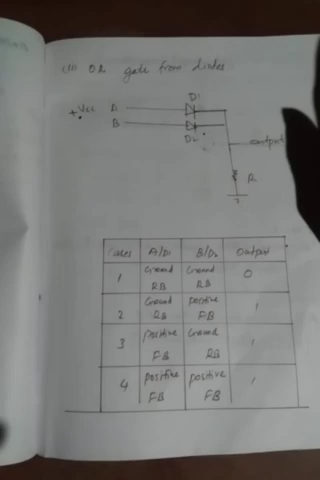 (ii) OR gate from diodes
D1
+Vcc A
B
D2
Output
R
Cases A/D1 B/D2 Output
1 Ground RB Ground RB 0
2 Ground RB positive FB 1
3 positive FB Ground RB 1
4 positive FB positive FB 1